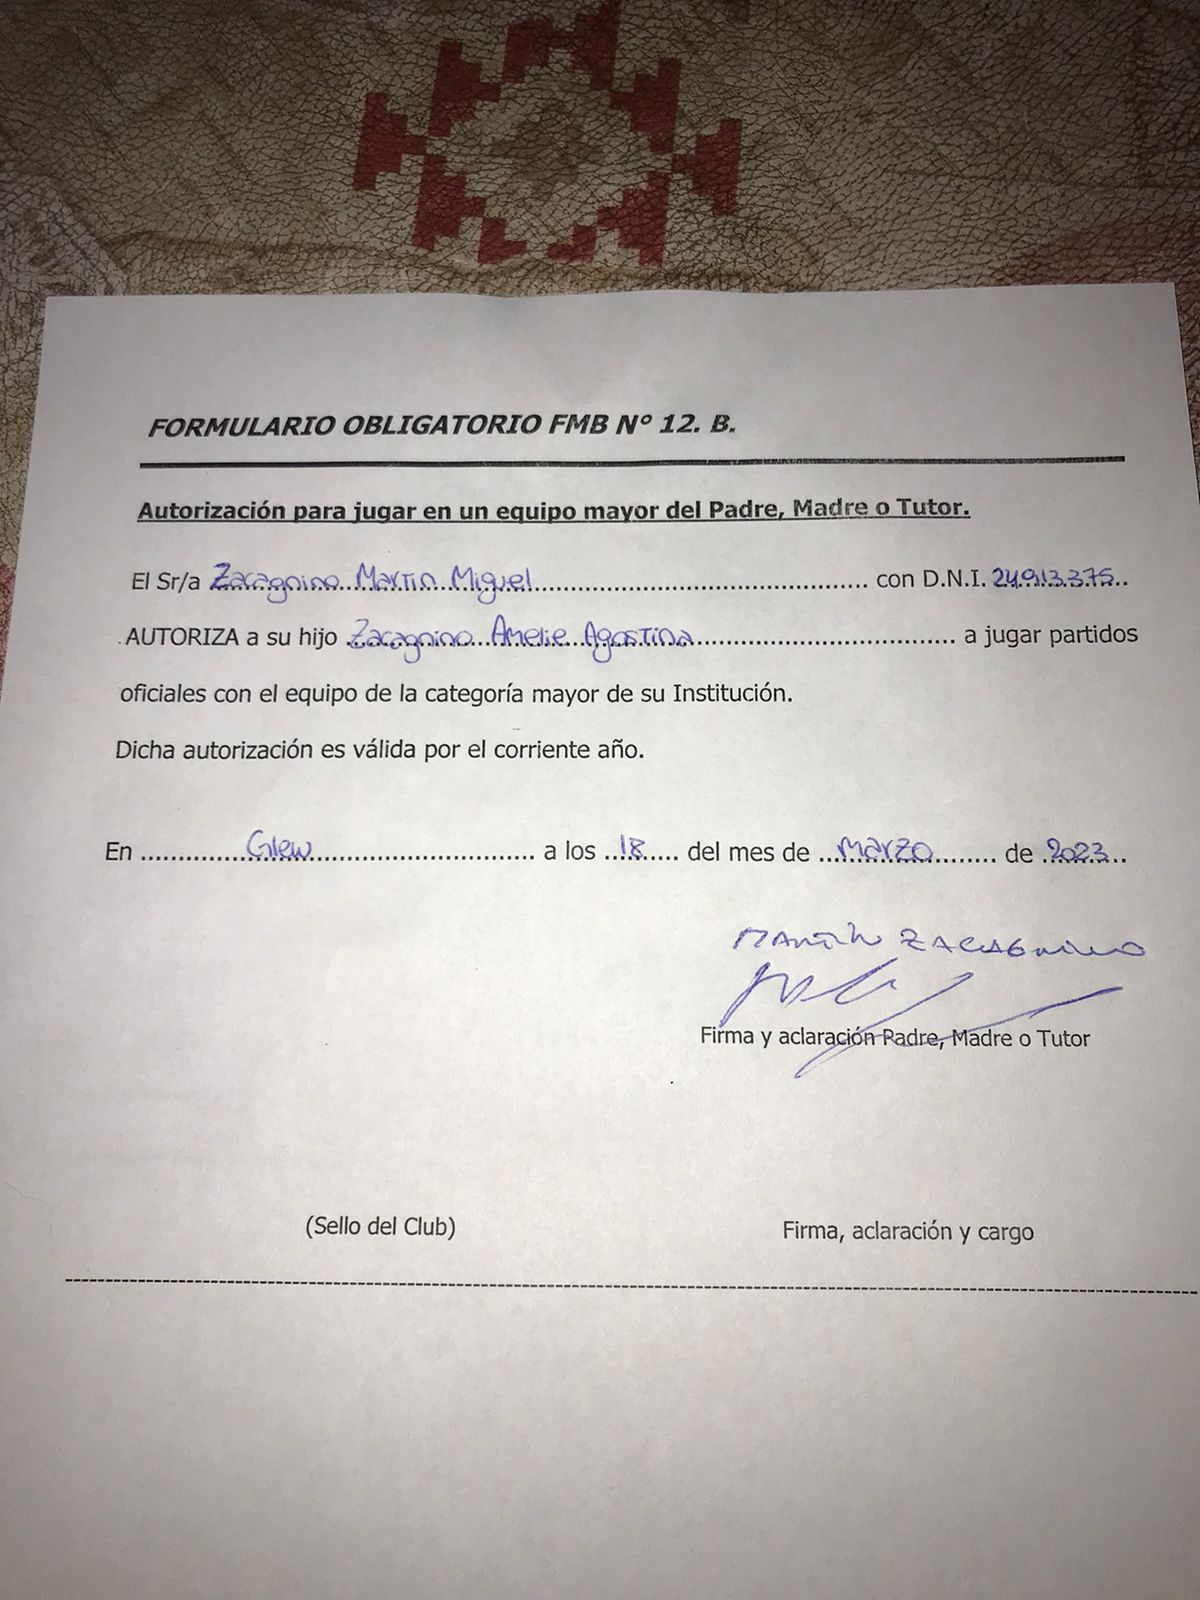 FORMULARIO OBLIGATORIO FMB Nº 12. B.
Autorización para jugar en un equipo mayor del Padre, Madre o Tutor.
El Sr/a Zacagnino Martin Miguel con D.N.I. 24.913.375
AUTORIZA a su hijo Zacagnino Amelie Agostina a jugar partidos
oficiales con el equipo de la categoría mayor de su Institución.
Dicha autorización es válida por el corriente año.
En Glew a los 18 del mes de Marzo de 2023
MARTIN ZACAGNINO
Firma y aclaración Padre, Madre o Tutor
(Sello del Club) Firma, aclaración y cargo